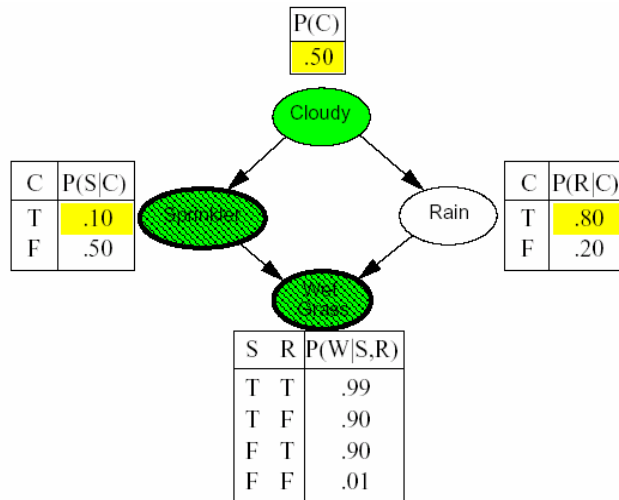 P(C)
.50
Cloudy
C P(S|C)
T .10
F .50
Sprinkler
Rain
C P(R|C)
T .80
F .20
Wet
Grass
S R P(W|S,R)
T T .99
T F .90
F T .90
F F .01